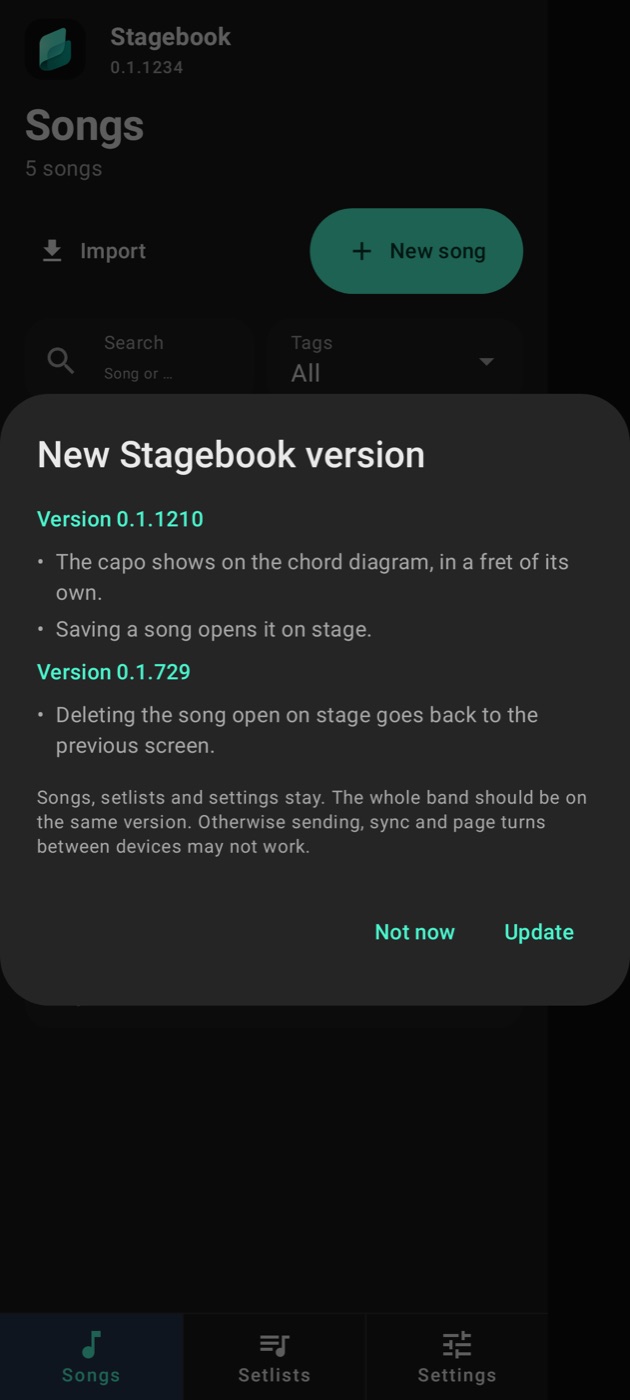 Stagebook
0.1.1234
Songs
5 songs
Import
New song
Search
Song or ...
Tags
All
New Stagebook version
Version 0.1.1210
• The capo shows on the chord diagram, in a fret of its
own.
• Saving a song opens it on stage.
Version 0.1.729
• Deleting the song open on stage goes back to the
previous screen.
Songs, setlists and settings stay. The whole band should be on
the same version. Otherwise sending, sync and page turns
between devices may not work.
Not now
Update
Songs
Setlists
Settings